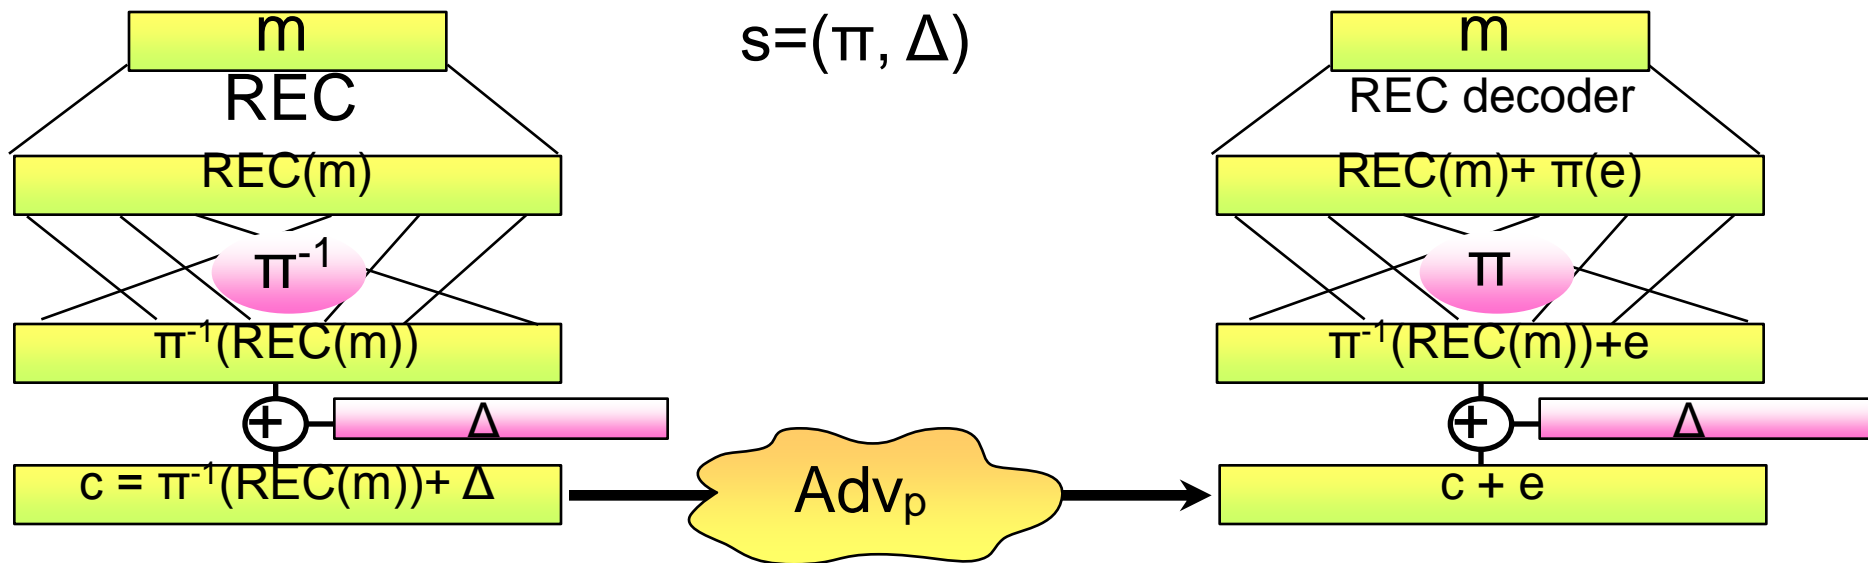 m
REC
REC(m)
π⁻¹
π⁻¹(REC(m))
+
Δ
c = π⁻¹(REC(m))+ Δ
s=(π, Δ)
Advₚ
m
REC decoder
REC(m)+ π(e)
π
π⁻¹(REC(m))+e
+
Δ
c + e